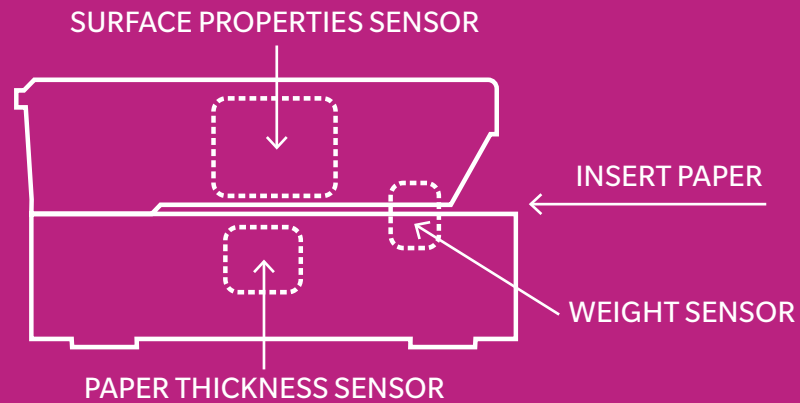 SURFACE PROPERTIES SENSOR
INSERT PAPER
WEIGHT SENSOR
PAPER THICKNESS SENSOR